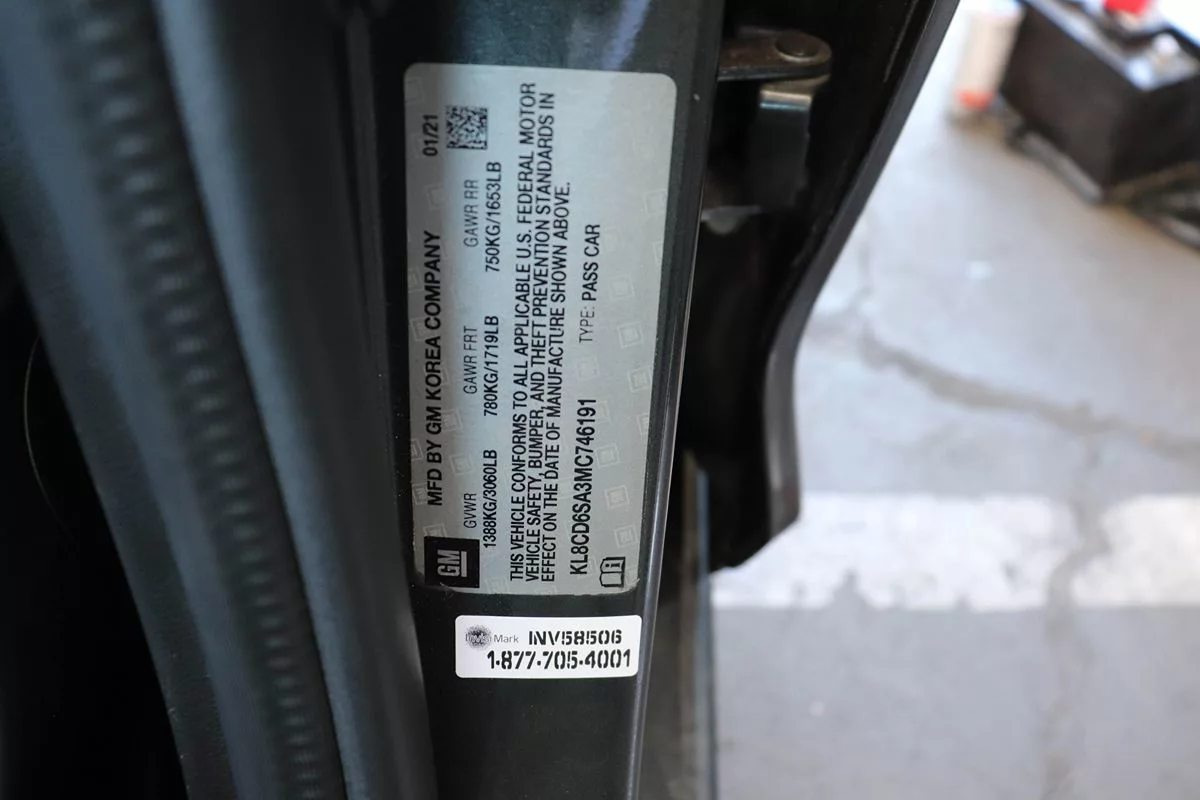 MFD BY GM KOREA COMPANY 01/21
GVWR GAWR FRT GAWR RR
1388KG/3060LB 780KG/1719LB 750KG/1653LB
THIS VEHICLE CONFORMS TO ALL APPLICABLE U.S. FEDERAL MOTOR
VEHICLE SAFETY, BUMPER, AND THEFT PREVENTION STANDARDS IN
EFFECT ON THE DATE OF MANUFACTURE SHOWN ABOVE.
KL8CD6SA3MC746191 TYPE: PASS CAR
GM
Mark INV58506
1-877-705-4001